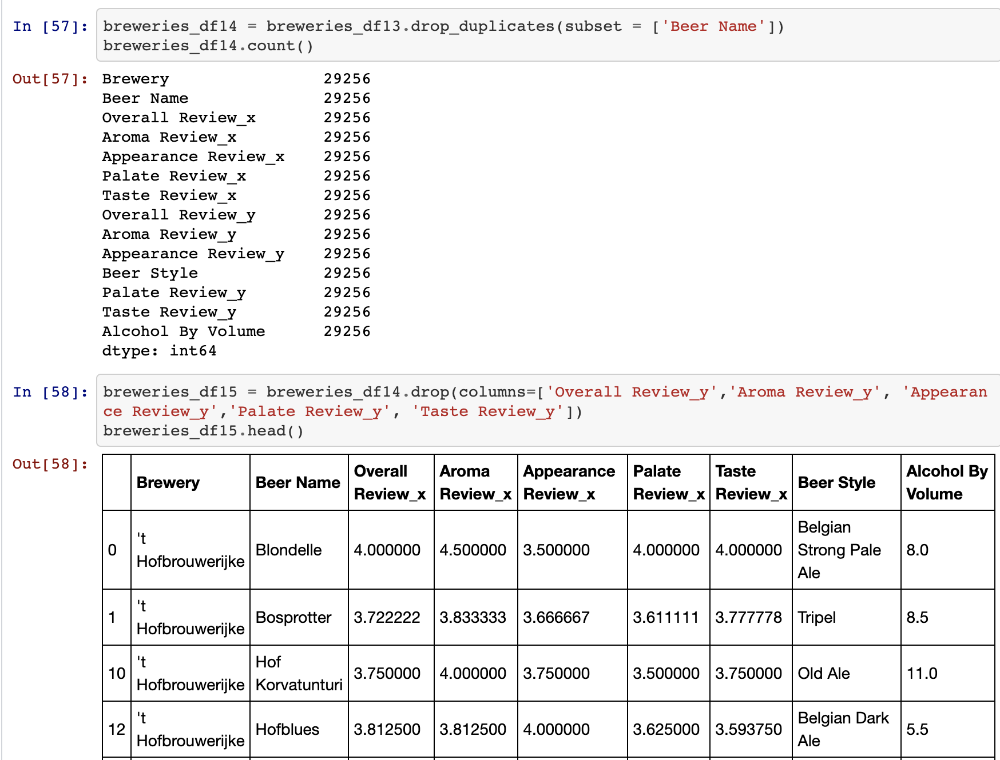 In [57]: breweries_df14 = breweries_df13.drop_duplicates(subset = ['Beer Name'])
breweries_df14.count()
Out[57]: Brewery 29256
Beer Name 29256
Overall Review_x 29256
Aroma Review_x 29256
Appearance Review_x 29256
Palate Review_x 29256
Taste Review_x 29256
Overall Review_y 29256
Aroma Review_y 29256
Appearance Review_y 29256
Beer Style 29256
Palate Review_y 29256
Taste Review_y 29256
Alcohol By Volume 29256
dtype: int64
In [58]: breweries_df15 = breweries_df14.drop(columns=['Overall Review_y','Aroma Review_y', 'Appearan
ce Review_y','Palate Review_y', 'Taste Review_y'])
breweries_df15.head()
Out[58]:
Brewery
Beer Name
Overall
Review_x
Aroma
Review_x
Appearance
Review_x
Palate
Review_x
Taste
Review_x
Beer Style
Alcohol By
Volume
0
't
Hofbrouwerijke
Blondelle
4.000000
4.500000
3.500000
4.000000
4.000000
Belgian
Strong Pale
Ale
8.0
1
't
Hofbrouwerijke
Bosprotter
3.722222
3.833333
3.666667
3.611111
3.777778
Tripel
8.5
10
't
Hofbrouwerijke
Hof
Korvatunturi
3.750000
4.000000
3.750000
3.500000
3.750000
Old Ale
11.0
12
't
Hofbrouwerijke
Hofblues
3.812500
3.812500
4.000000
3.625000
3.593750
Belgian Dark
Ale
5.5